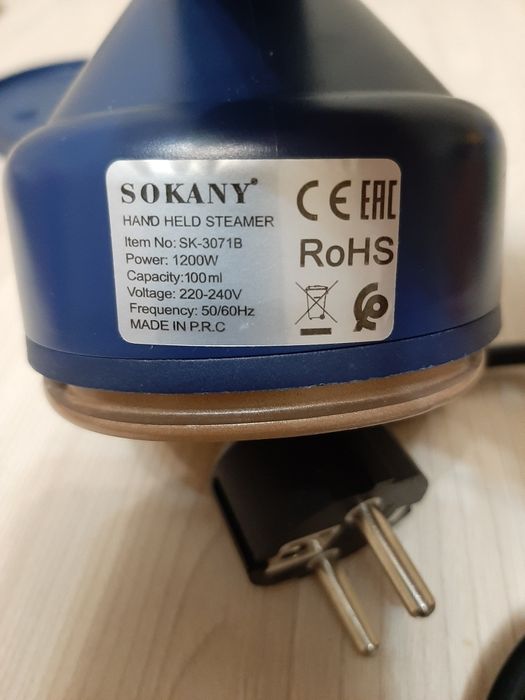 SOKANY®
HAND HELD STEAMER
Item No: SK-3071B
Power: 1200W
Capacity:100ml
Voltage: 220-240V
Frequency: 50/60Hz
MADE IN P.R.C
CE EAC
RoHS